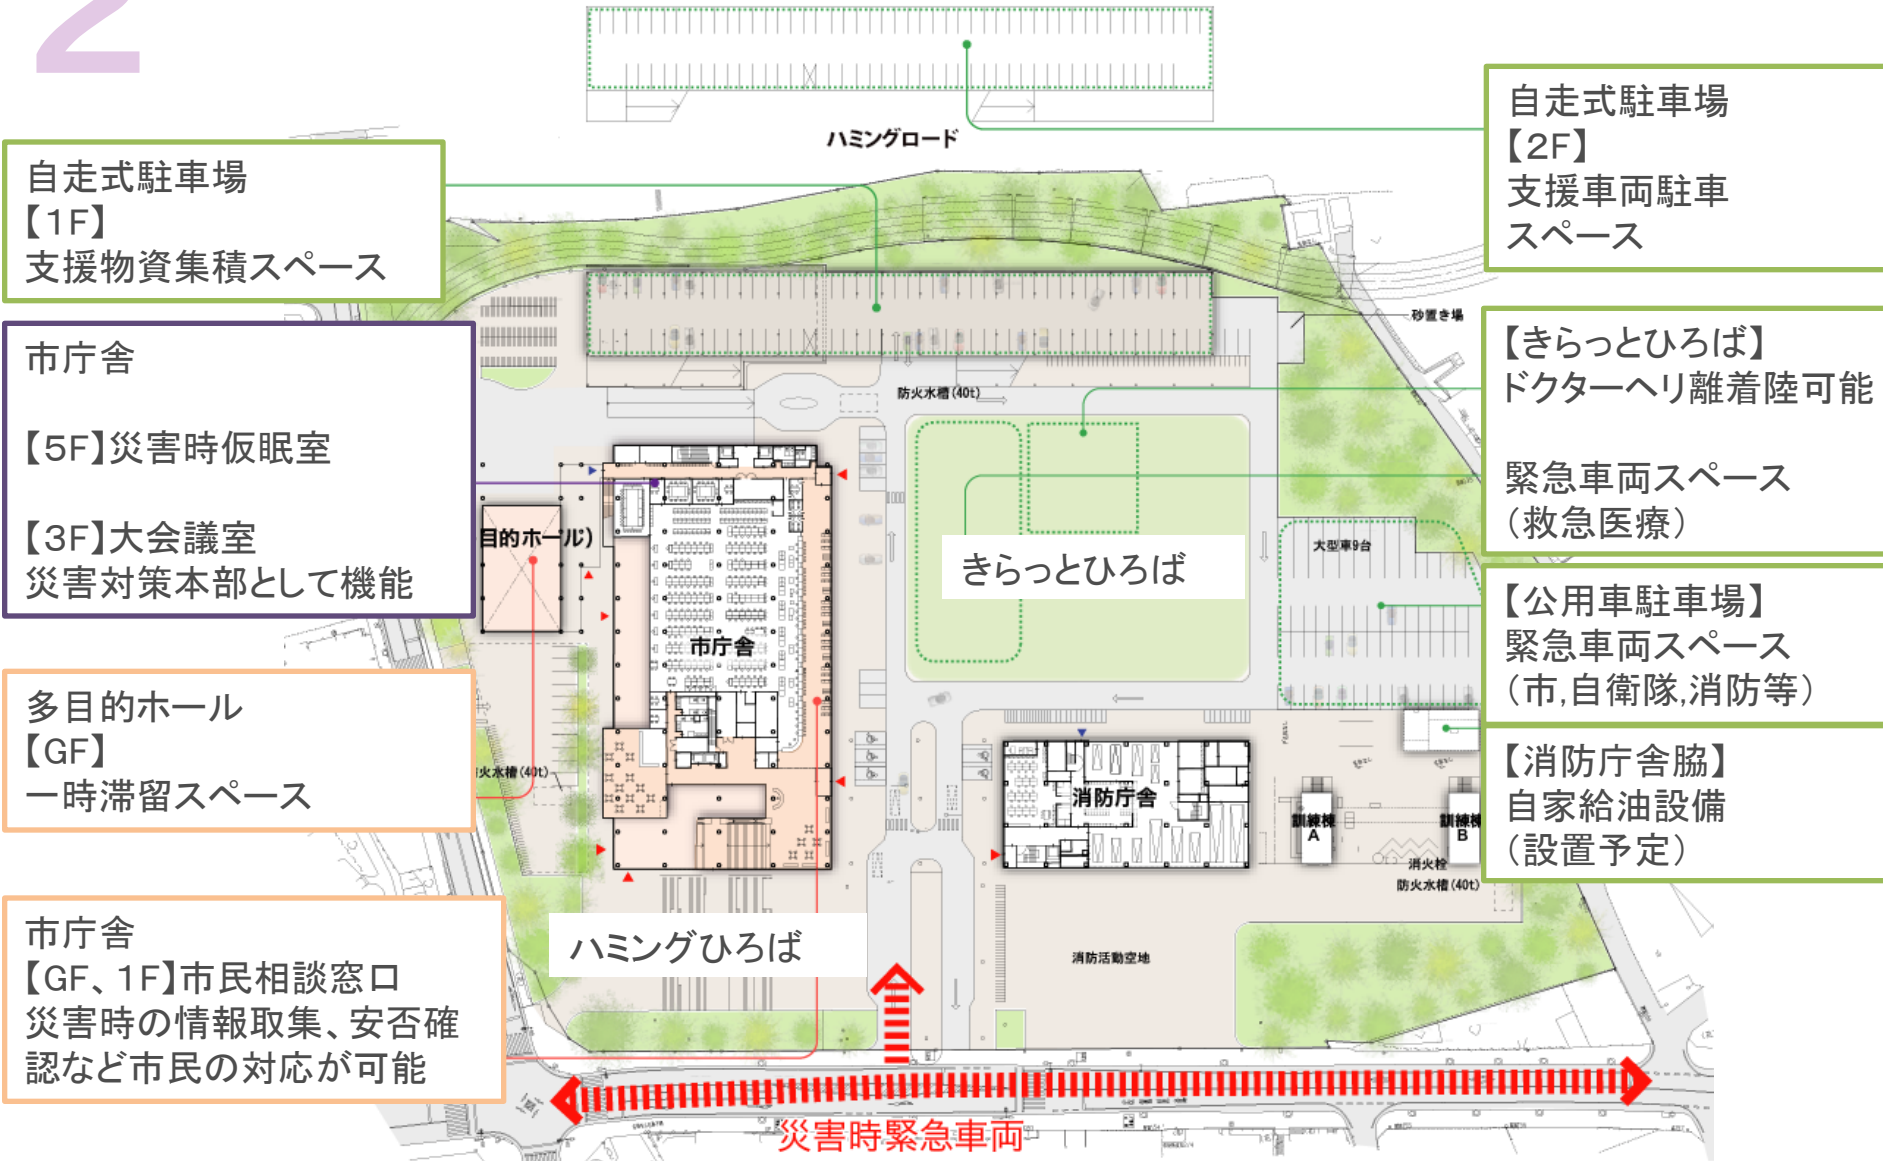 2
ハミングロード
自走式駐車場
【1F】
支援物資集積スペース
市庁舎
【5F】災害時仮眠室
【3F】大会議室
災害対策本部として機能
多目的ホール
【GF】
一時滞留スペース
市庁舎
【GF、1F】市民相談窓口
災害時の情報取集、安否確
認など市民の対応が可能
自走式駐車場
【2F】
支援車両駐車
スペース
【きらっとひろば】
ドクターヘリ離着陸可能
緊急車両スペース
（救急医療）
【公用車駐車場】
緊急車両スペース
（市,自衛隊,消防等）
【消防庁舎脇】
自家給油設備
（設置予定）
砂置き場
防火水槽(40t)
目的ホール)
きらっとひろば
大型車9台
市庁舎
火水槽(40t)
消防庁舎
訓練棟
A
訓練棟
B
消火栓
防火水槽(40t)
ハミングひろば
消防活動空地
災害時緊急車両